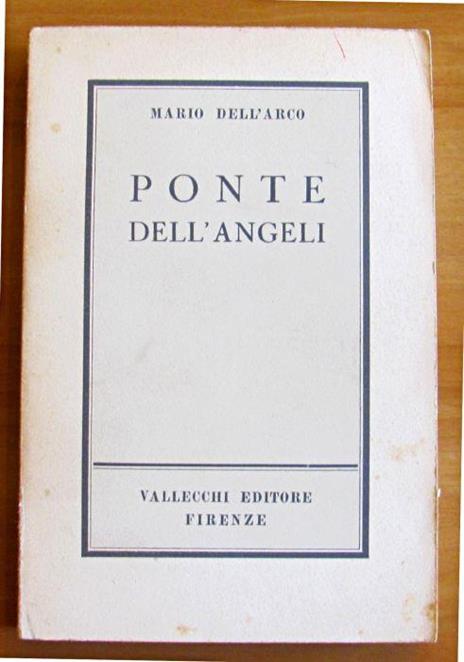 MARIO DELL'ARCO
PONTE
DELL'ANGELI
VALLECCHI EDITORE
FIRENZE